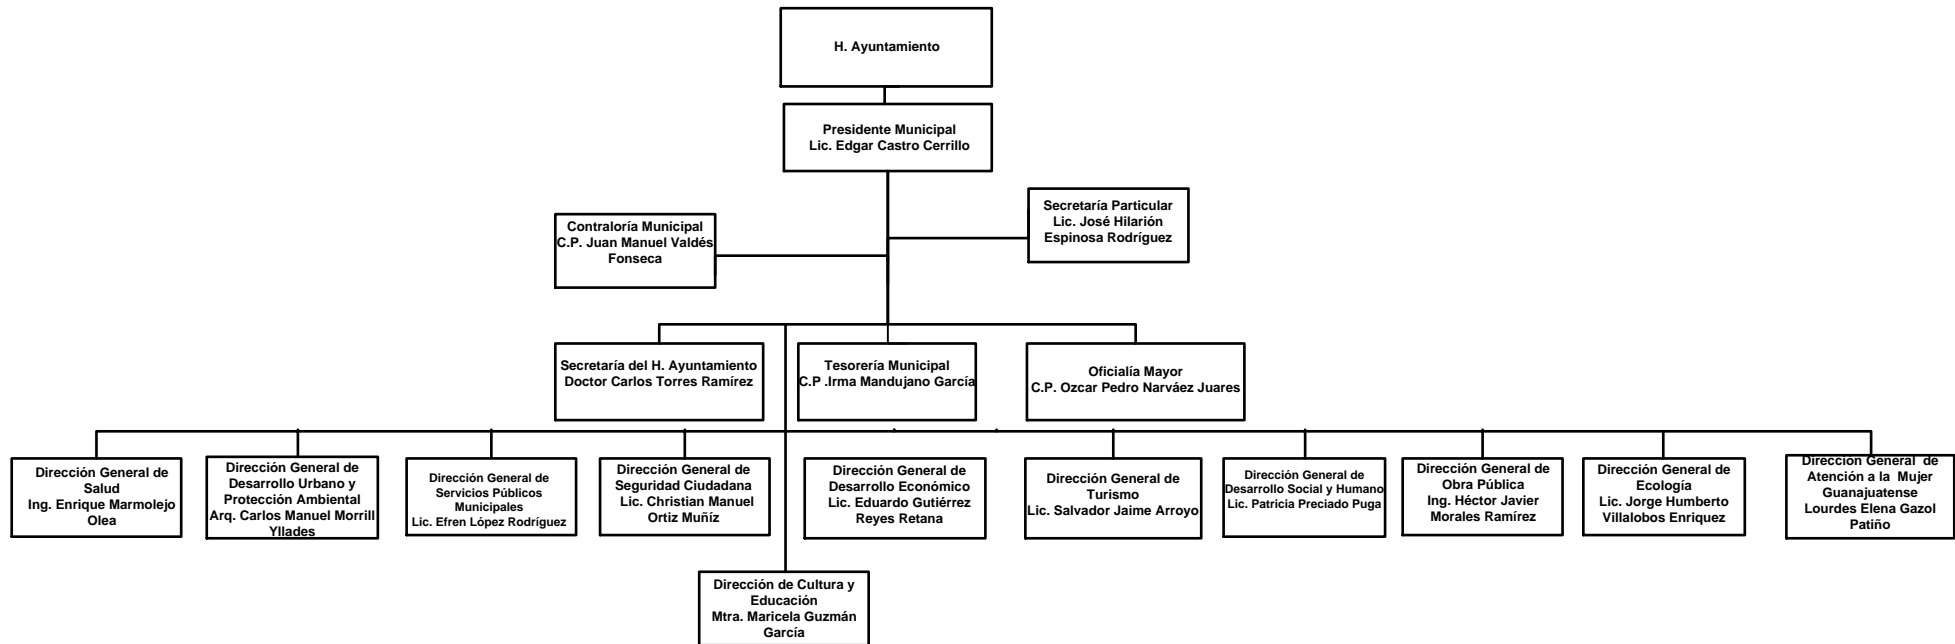 H. Ayuntamiento
Presidente Municipal
Lic. Edgar Castro Cerrillo
Secretaría Particular
Lic. José Hilarión
Espinosa Rodríguez
Contraloría Municipal
C.P. Juan Manuel Valdés
Fonseca
Secretaría del H. Ayuntamiento
Doctor Carlos Torres Ramírez
Tesorería Municipal
C.P .Irma Mandujano García
Oficialía Mayor
C.P. Ozcar Pedro Narváez Juares
Dirección General de
Salud
Ing. Enrique Marmolejo
Olea
Dirección General de
Desarrollo Urbano y
Protección Ambiental
Arq. Carlos Manuel Morrill
Yllades
Dirección General de
Servicios Públicos
Municipales
Lic. Efren López Rodríguez
Dirección General de
Seguridad Ciudadana
Lic. Christian Manuel
Ortiz Muñíz
Dirección General de
Desarrollo Económico
Lic. Eduardo Gutiérrez
Reyes Retana
Dirección General de
Turismo
Lic. Salvador Jaime Arroyo
Dirección General de
Desarrollo Social y Humano
Lic. Patricia Preciado Puga
Dirección General de
Obra Pública
Ing. Héctor Javier
Morales Ramírez
Dirección General de
Ecología
Lic. Jorge Humberto
Villalobos Enriquez
Dirección General de
Atención a la Mujer
Guanajuatense
Lourdes Elena Gazol
Patiño
Dirección de Cultura y
Educación
Mtra. Maricela Guzmán
García